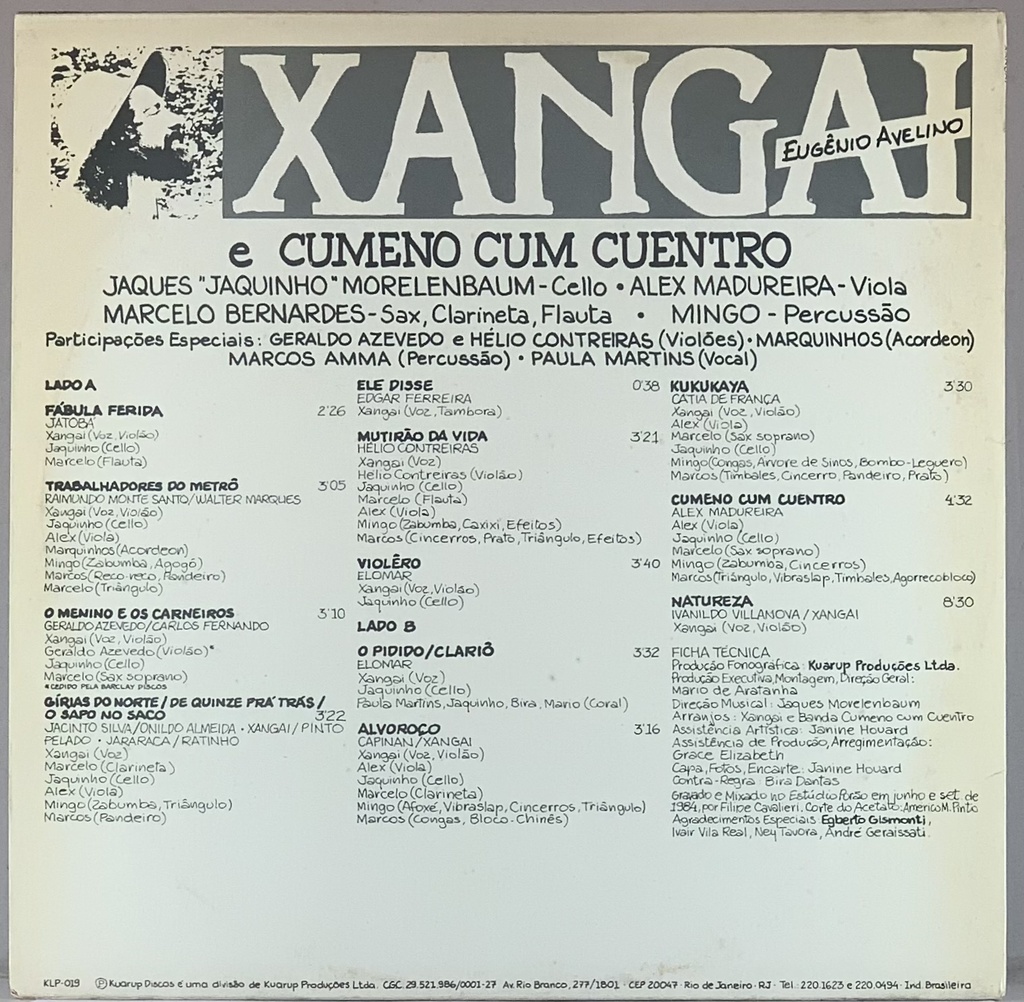 XANGAI
EUGÊNIO AVELINO
e CUMENO CUM CUENTRO
JAQUES "JAQUINHO" MORELENBAUM - Cello • ALEX MADUREIRA - Viola
MARCELO BERNARDES - Sax, Clarineta, Flauta • MINGO - Percussão
Participações Especiais: GERALDO AZEVEDO e HÉLIO CONTREIRAS (Violões) • MARQUINHOS (Acordeon)
MARCOS AMMA (Percussão) • PAULA MARTINS (Vocal)
LADO A
FÁBULA FERIDA 2'26
JATOBÁ
Xangai (Voz, Violão)
Jaquinho (Cello)
Marcelo (Flauta)
TRABALHADORES DO METRÔ 3'05
RAIMUNDO MONTE SANTO/WALTER MARQUES
Xangai (Voz, Violão)
Jaquinho (Cello)
Alex (Viola)
Marquinhos (Acordeon)
Mingo (Zabumba, Agogô)
Marcos (Reco-reco, Pandeiro)
Marcelo (Triângulo)
O MENINO E OS CARNEIROS 3'10
GERALDO AZEVEDO/CARLOS FERNANDO
Xangai (Voz, Violão)
Geraldo Azevedo (Violão)*
Jaquinho (Cello)
Marcelo (Sax soprano)
*CEDIDO PELA BARCLAY DISCOS
GÍRIAS DO NORTE / DE QUINZE PRÁ TRÁS /
O SAPO NO SACO 3'22
JACINTO SILVA/ONILDO ALMEIDA • XANGAI/PINTO
PELADO • JARARACA/RATINHO
Xangai (Voz)
Marcelo (Clarineta)
Jaquinho (Cello)
Alex (Viola)
Mingo (Zabumba, Triângulo)
Marcos (Pandeiro)
ELE DISSE 0'38
EDGAR FERREIRA
Xangai (Voz, Tambora)
MUTIRÃO DA VIDA 3'21
HÉLIO CONTREIRAS
Xangai (Voz)
Hélio Contreiras (Violão)
Jaquinho (Cello)
Marcelo (Flauta)
Alex (Viola)
Mingo (Zabumba, Caxixi, Efeitos)
Marcos (Cincerros, Prato, Triângulo, Efeitos)
VIOLÊRO 3'40
ELOMAR
Xangai (Voz, Violão)
Jaquinho (Cello)
LADO B
O PIDIDO/CLARIÔ 3'32
ELOMAR
Xangai (Voz)
Jaquinho (Cello)
Paula Martins, Jaquinho, Bira, Mario (Coral)
ALVOROÇO 3'16
CAPINAN/XANGAI
Xangai (Voz, Violão)
Alex (Viola)
Jaquinho (Cello)
Marcelo (Clarineta)
Mingo (Afoxé, Vibraslap, Cincerros, Triângulo)
Marcos (Congas, Bloco-Chinês)
KUKUKAYA 3'30
CATIA DE FRANÇA
Xangai (Voz, Violão)
Alex (Viola)
Marcelo (Sax soprano)
Jaquinho (Cello)
Mingo (Congas, Árvore de Sinos, Bombo-Leguero)
Marcos (Timbales, Cincerro, Pandeiro, Prato)
CUMENO CUM CUENTRO 4'32
ALEX MADUREIRA
Alex (Viola)
Jaquinho (Cello)
Marcelo (Sax soprano)
Mingo (Zabumba, Cincerros)
Marcos (Triângulo, Vibraslap, Timbales, Agorrecobloco)
NATUREZA 8'30
IVANILDO VILLANOVA / XANGAI
Xangai (Voz, Violão)
FICHA TÉCNICA
Produção Fonográfica: Kuarup Produções Ltda.
Produção Executiva, Montagem, Direção Geral:
Mario de Aratanha
Direção Musical: Jaques Morelenbaum
Arranjos: Xangai e Banda Cumeno cum Cuentro
Assistência Artística: Janine Houard
Assistência de Produção, Arregimentação:
Grace Elizabeth
Capa, Fotos, Encarte: Janine Houard
Contra-Regra: Bira Dantas
Gravado e Mixado no Estúdio Porão em junho e set. de
1984, por Filipe Cavalieri. Corte do Acetato: Americo M. Pinto
Agradecimentos Especiais: Egberto Gismonti,
Ivair Vila Real, Ney Tavora, André Geraissati.
KLP-019 Ⓟ Kuarup Discos é uma divisão de Kuarup Produções Ltda. CGC. 29.521.986/0001-27 Av. Rio Branco, 277/1801 • CEP 20047 • Rio de Janeiro • RJ • Tel. 220.1623 e 220.0494 • Ind. Brasileira